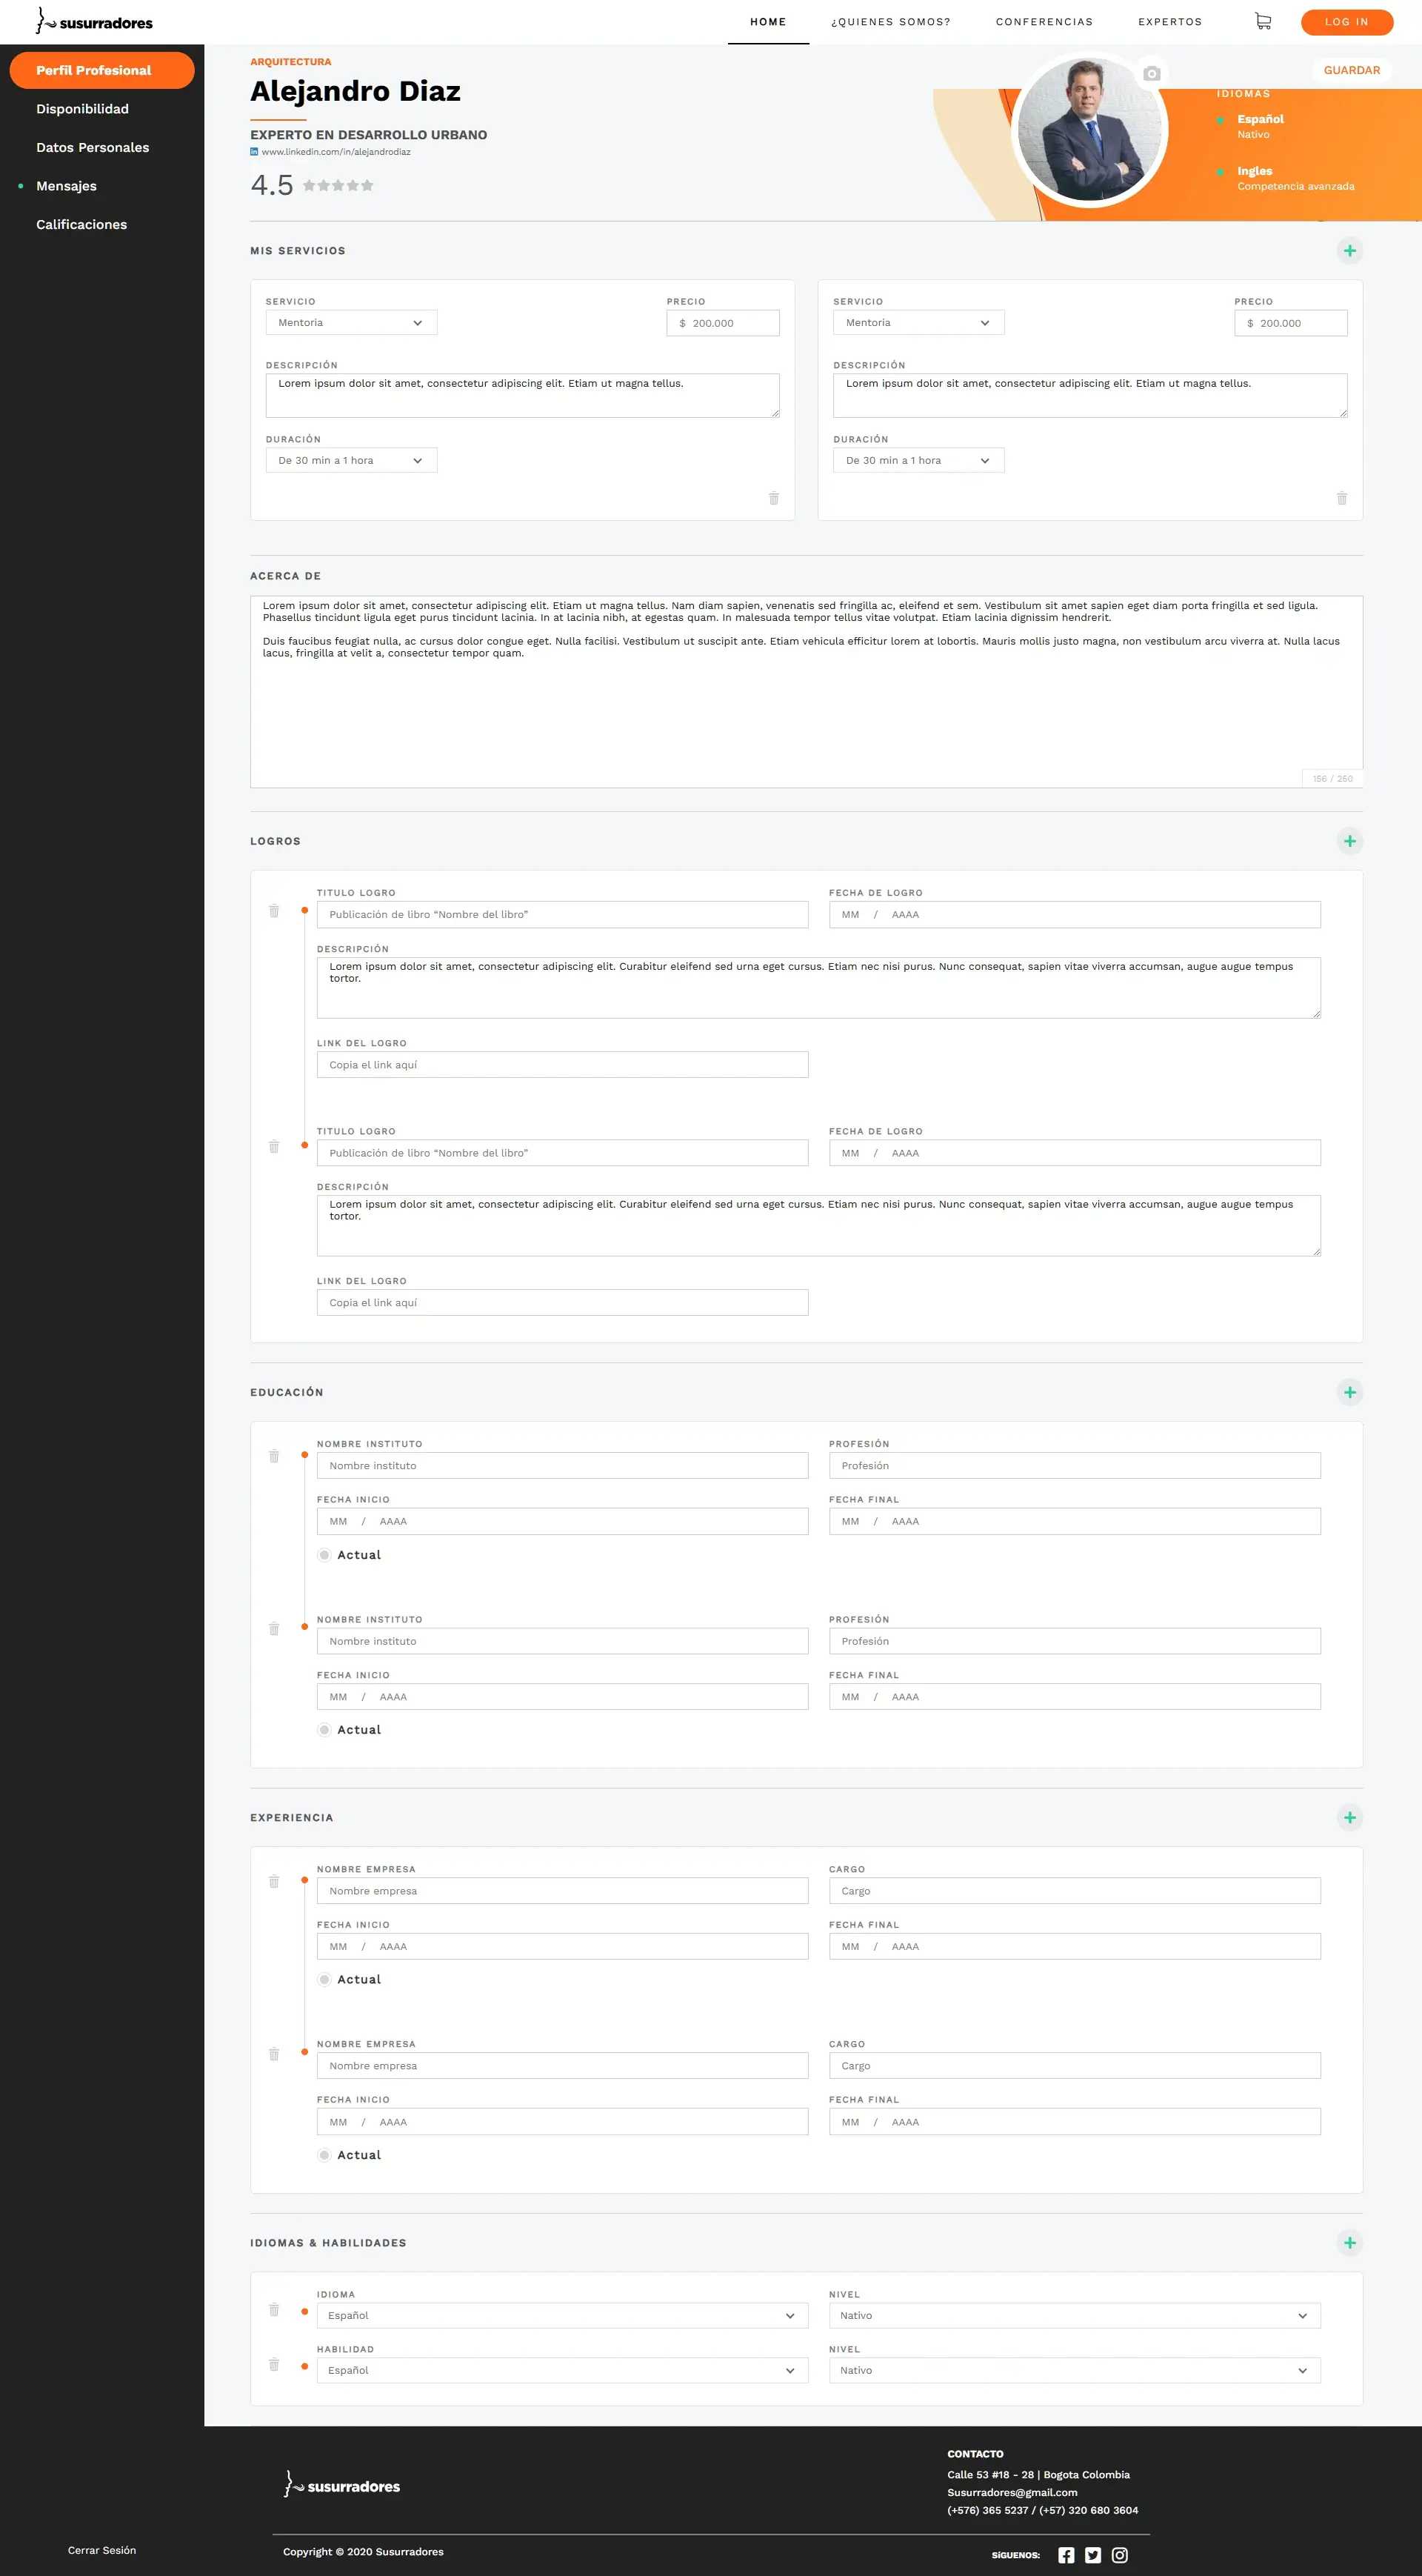 susurradores
HOME
¿QUIENES SOMOS?
CONFERENCIAS
EXPERTOS
LOG IN
Perfil Profesional
Disponibilidad
Datos Personales
Mensajes
Calificaciones
ARQUITECTURA
Alejandro Diaz
EXPERTO EN DESARROLLO URBANO
in www.linkedin.com/in/alejandrodiaz
4.5
GUARDAR
IDIOMAS
Español
Nativo
Ingles
Competencia avanzada
MIS SERVICIOS
SERVICIO
PRECIO
Mentoria
$ 200.000
DESCRIPCIÓN
Lorem ipsum dolor sit amet, consectetur adipiscing elit. Etiam ut magna tellus.
DURACIÓN
De 30 min a 1 hora
SERVICIO
PRECIO
Mentoria
$ 200.000
DESCRIPCIÓN
Lorem ipsum dolor sit amet, consectetur adipiscing elit. Etiam ut magna tellus.
DURACIÓN
De 30 min a 1 hora
ACERCA DE
Lorem ipsum dolor sit amet, consectetur adipiscing elit. Etiam ut magna tellus. Nam diam sapien, venenatis sed fringilla ac, eleifend et sem. Vestibulum sit amet sapien eget diam porta fringilla et sed ligula.
Phasellus tincidunt ligula eget purus tincidunt lacinia. In at lacinia nibh, at egestas quam. In malesuada tempor tellus vitae volutpat. Etiam lacinia dignissim hendrerit.
Duis faucibus feugiat nulla, ac cursus dolor congue eget. Nulla facilisi. Vestibulum ut suscipit ante. Etiam vehicula efficitur lorem at lobortis. Mauris mollis justo magna, non vestibulum arcu viverra at. Nulla lacus
lacus, fringilla at velit a, consectetur tempor quam.
156 / 250
LOGROS
TITULO LOGRO
FECHA DE LOGRO
Publicación de libro “Nombre del libro”
MM / AAAA
DESCRIPCIÓN
Lorem ipsum dolor sit amet, consectetur adipiscing elit. Curabitur eleifend sed urna eget cursus. Etiam nec nisi purus. Nunc consequat, sapien vitae viverra accumsan, augue augue tempus
tortor.
LINK DEL LOGRO
Copia el link aquí
TITULO LOGRO
FECHA DE LOGRO
Publicación de libro “Nombre del libro”
MM / AAAA
DESCRIPCIÓN
Lorem ipsum dolor sit amet, consectetur adipiscing elit. Curabitur eleifend sed urna eget cursus. Etiam nec nisi purus. Nunc consequat, sapien vitae viverra accumsan, augue augue tempus
tortor.
LINK DEL LOGRO
Copia el link aquí
EDUCACIÓN
NOMBRE INSTITUTO
PROFESIÓN
Nombre instituto
Profesión
FECHA INICIO
FECHA FINAL
MM / AAAA
MM / AAAA
Actual
NOMBRE INSTITUTO
PROFESIÓN
Nombre instituto
Profesión
FECHA INICIO
FECHA FINAL
MM / AAAA
MM / AAAA
Actual
EXPERIENCIA
NOMBRE EMPRESA
CARGO
Nombre empresa
Cargo
FECHA INICIO
FECHA FINAL
MM / AAAA
MM / AAAA
Actual
NOMBRE EMPRESA
CARGO
Nombre empresa
Cargo
FECHA INICIO
FECHA FINAL
MM / AAAA
MM / AAAA
Actual
IDIOMAS & HABILIDADES
IDIOMA
NIVEL
Español
Nativo
HABILIDAD
NIVEL
Español
Nativo
susurradores
CONTACTO
Calle 53 #18 - 28 | Bogota Colombia
Susurradores@gmail.com
(+576) 365 5237 / (+57) 320 680 3604
Cerrar Sesión
Copyright © 2020 Susurradores
SíGUENOS: